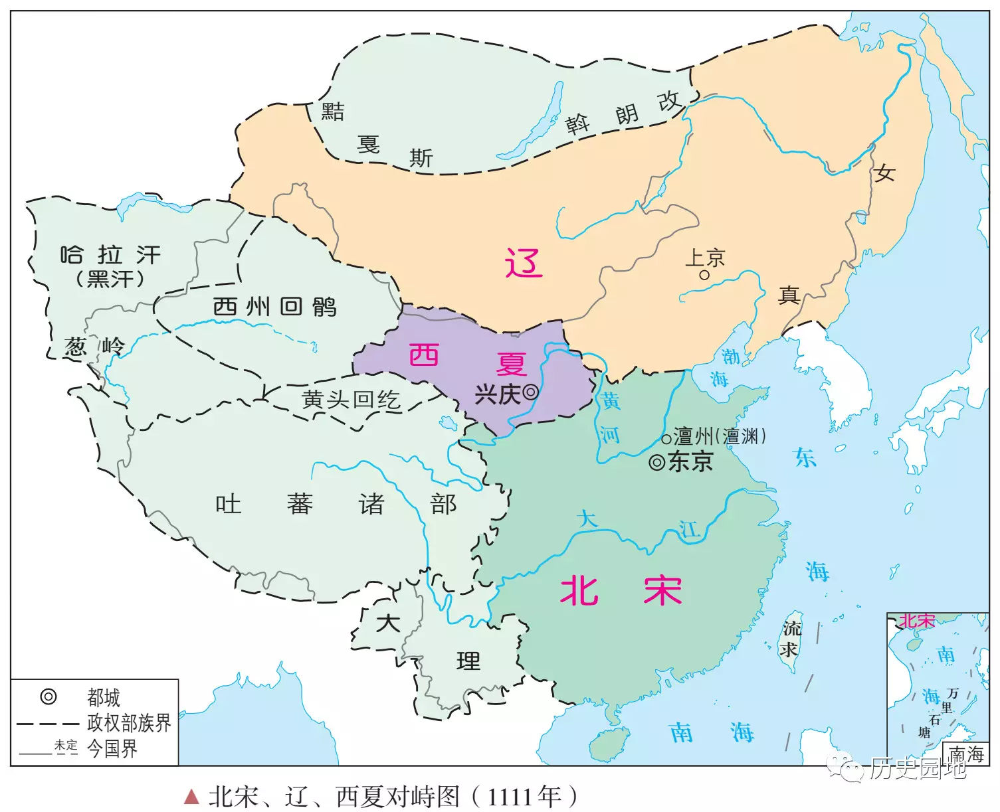 黠
戛
斯
斡
朗
改
女
真
哈拉汗
(黑汗)
辽
上京
西州回鹘
葱岭
西
夏
兴庆
黄头回纥
渤
海
黄
河
澶州(澶渊)
东京
东
海
吐蕃诸部
大
江
北宋
大
理
流
求
南海
北宋
南
海
万
里
石
塘
南海
都城
政权部族界
未定
今国界
历史园地
▲北宋、辽、西夏对峙图(1111年)